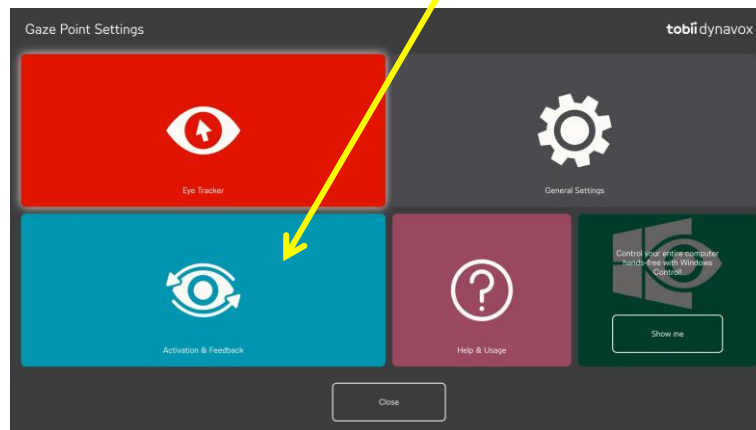 Gaze Point Settings
tobii dynavox
Eye Tracker
General Settings
Activation & Feedback
Help & Usage
Control your entire computer
hands-free with Windows
Control!
Show me
Close